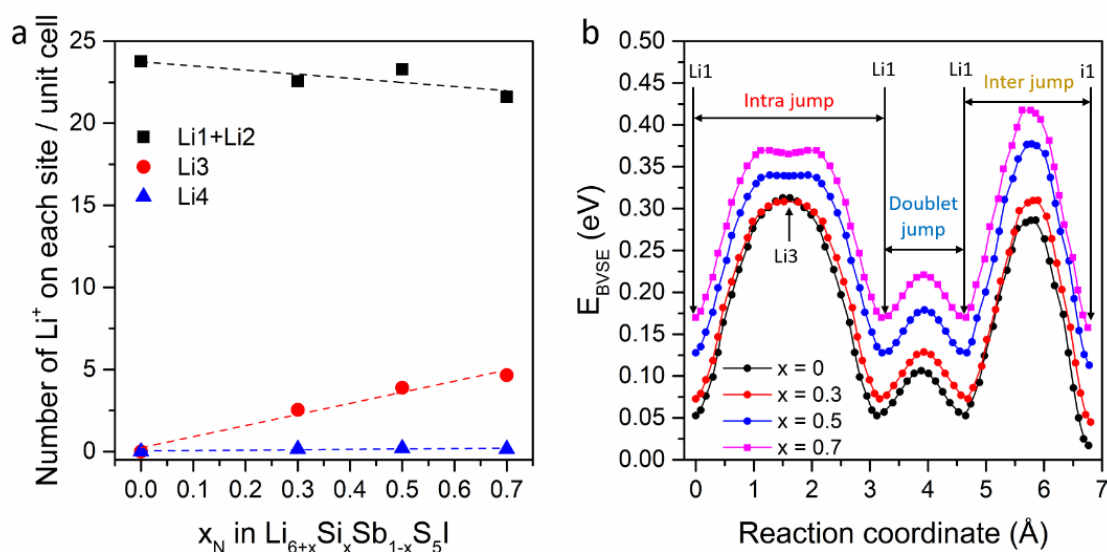 a
25
20
15
10
5
0
Number of Li⁺ on each site / unit cell
Li1+Li2
Li3
Li4
0.0 0.1 0.2 0.3 0.4 0.5 0.6 0.7
x_N in Li_{6+x}Si_xSb_{1-x}S_5I
b
0.50
0.45
0.40
0.35
0.30
0.25
0.20
0.15
0.10
0.05
0.00
E_{BVSE} (eV)
Li1 Li1 Li1 i1
Intra jump
Inter jump
Doublet
jump
Li3
x = 0
x = 0.3
x = 0.5
x = 0.7
0 1 2 3 4 5 6 7
Reaction coordinate (Å)